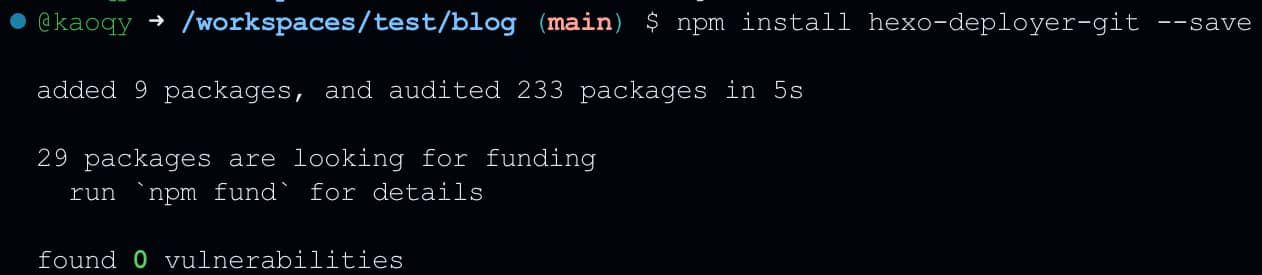 @kaoqy ➜ /workspaces/test/blog (main) $ npm install hexo-deployer-git --save
added 9 packages, and audited 233 packages in 5s
29 packages are looking for funding
run `npm fund` for details
found 0 vulnerabilities